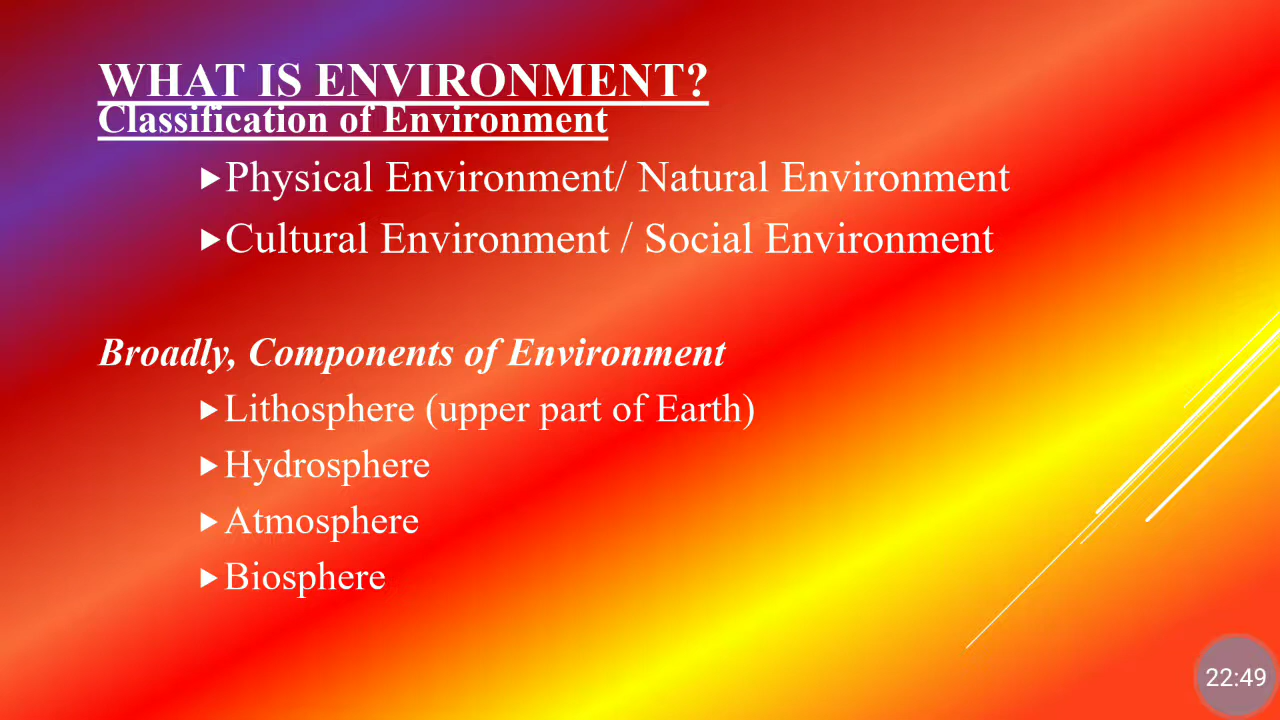 WHAT IS ENVIRONMENT?
Classification of Environment
Physical Environment/ Natural Environment
Cultural Environment / Social Environment
Broadly, Components of Environment
Lithosphere (upper part of Earth)
Hydrosphere
Atmosphere
Biosphere
22:49